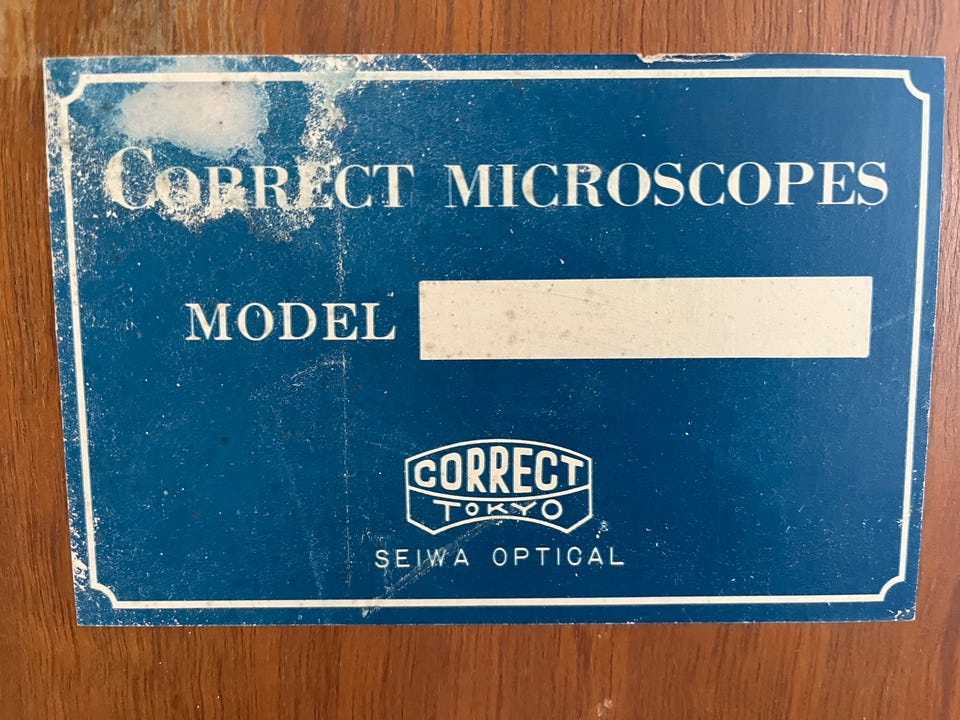 CORRECT MICROSCOPES
MODEL
CORRECT
TOKYO
SEIWA OPTICAL